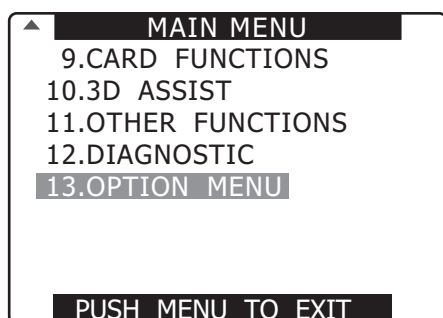 MAIN MENU
9.CARD FUNCTIONS
10.3D ASSIST
11.OTHER FUNCTIONS
12.DIAGNOSTIC
13.OPTION MENU
PUSH MENU TO EXIT